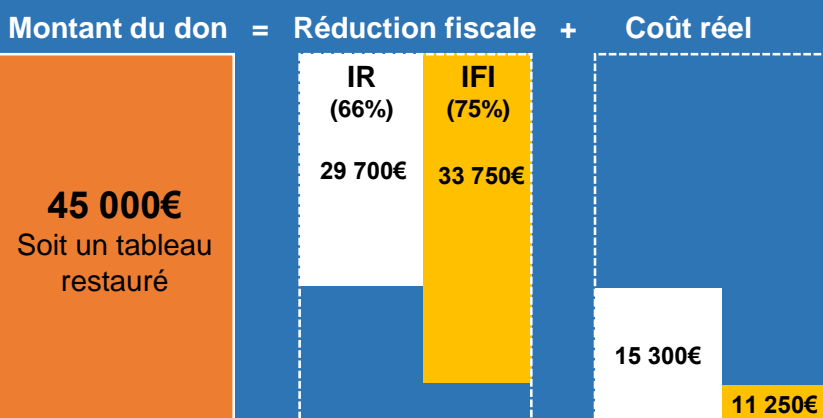 Montant du don = Réduction fiscale + Coût réel
IR
(66%)
29 700€
IFI
(75%)
33 750€
45 000€
Soit un tableau
restauré
15 300€
11 250€